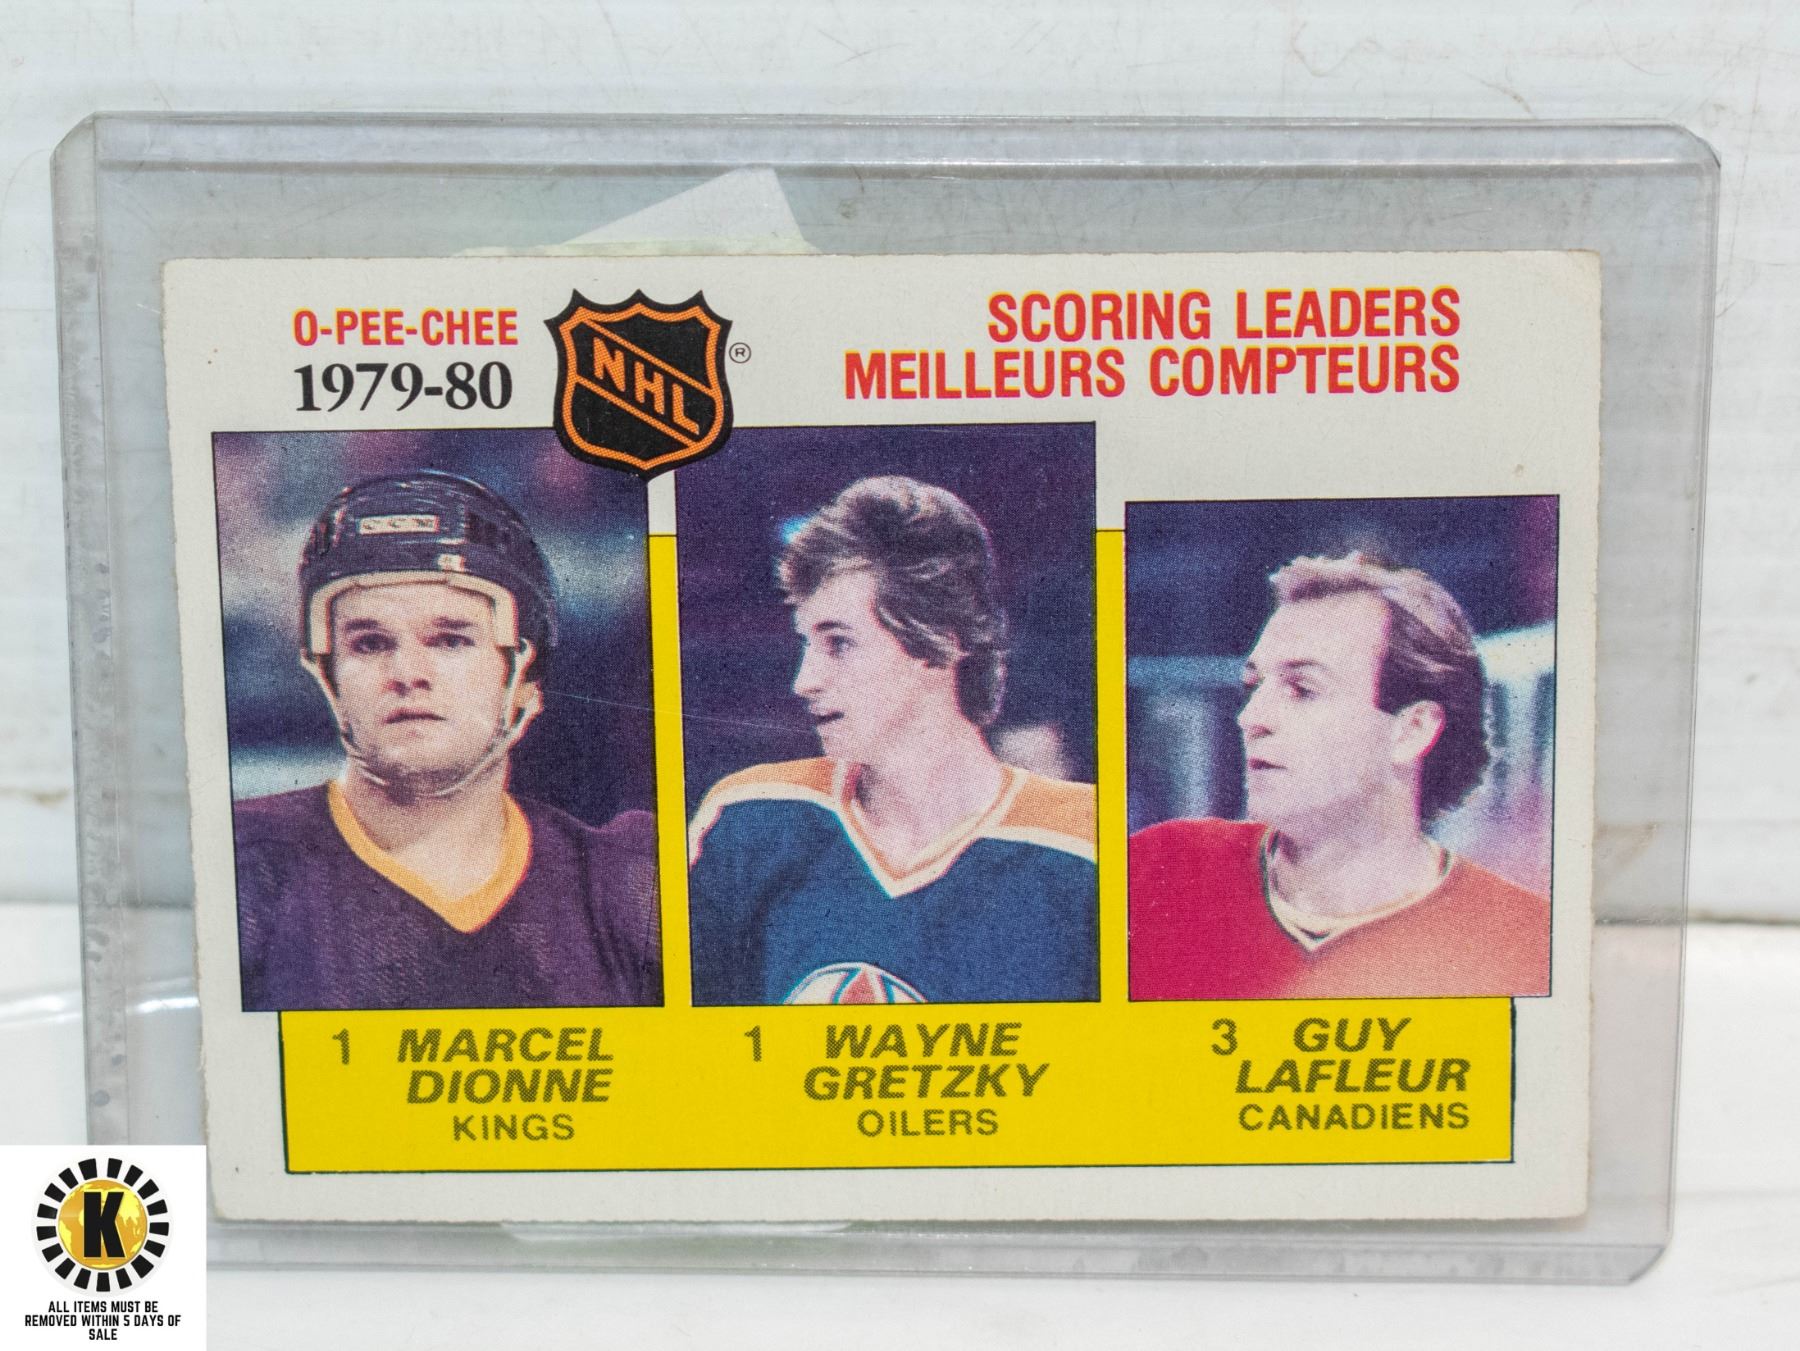 O-PEE-CHEE
1979-80
NHL
®
SCORING LEADERS
MEILLEURS COMPTEURS
CCM
1 MARCEL
DIONNE
KINGS
1 WAYNE
GRETZKY
OILERS
3 GUY
LAFLEUR
CANADIENS
K
ALL ITEMS MUST BE
REMOVED WITHIN 5 DAYS OF
SALE